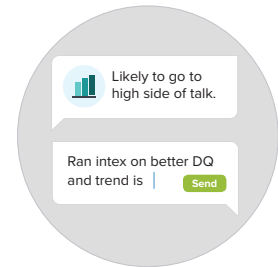 Likely to go to
high side of talk.
Ran intex on better DQ
and trend is
Send